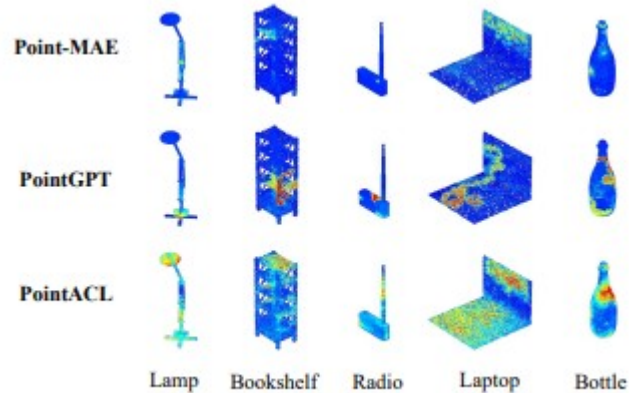 Point-MAE
PointGPT
PointACL
Lamp Bookshelf Radio Laptop Bottle